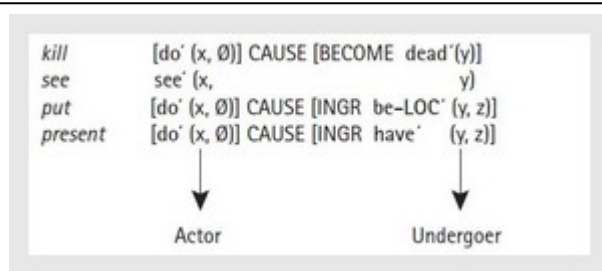 kill [do´ (x, Ø)] CAUSE [BECOME dead´(y)]
see see´ (x, y)
put [do´ (x, Ø)] CAUSE [INGR be–LOC´ (y, z)]
present [do´ (x, Ø)] CAUSE [INGR have´ (y, z)]
Actor Undergoer